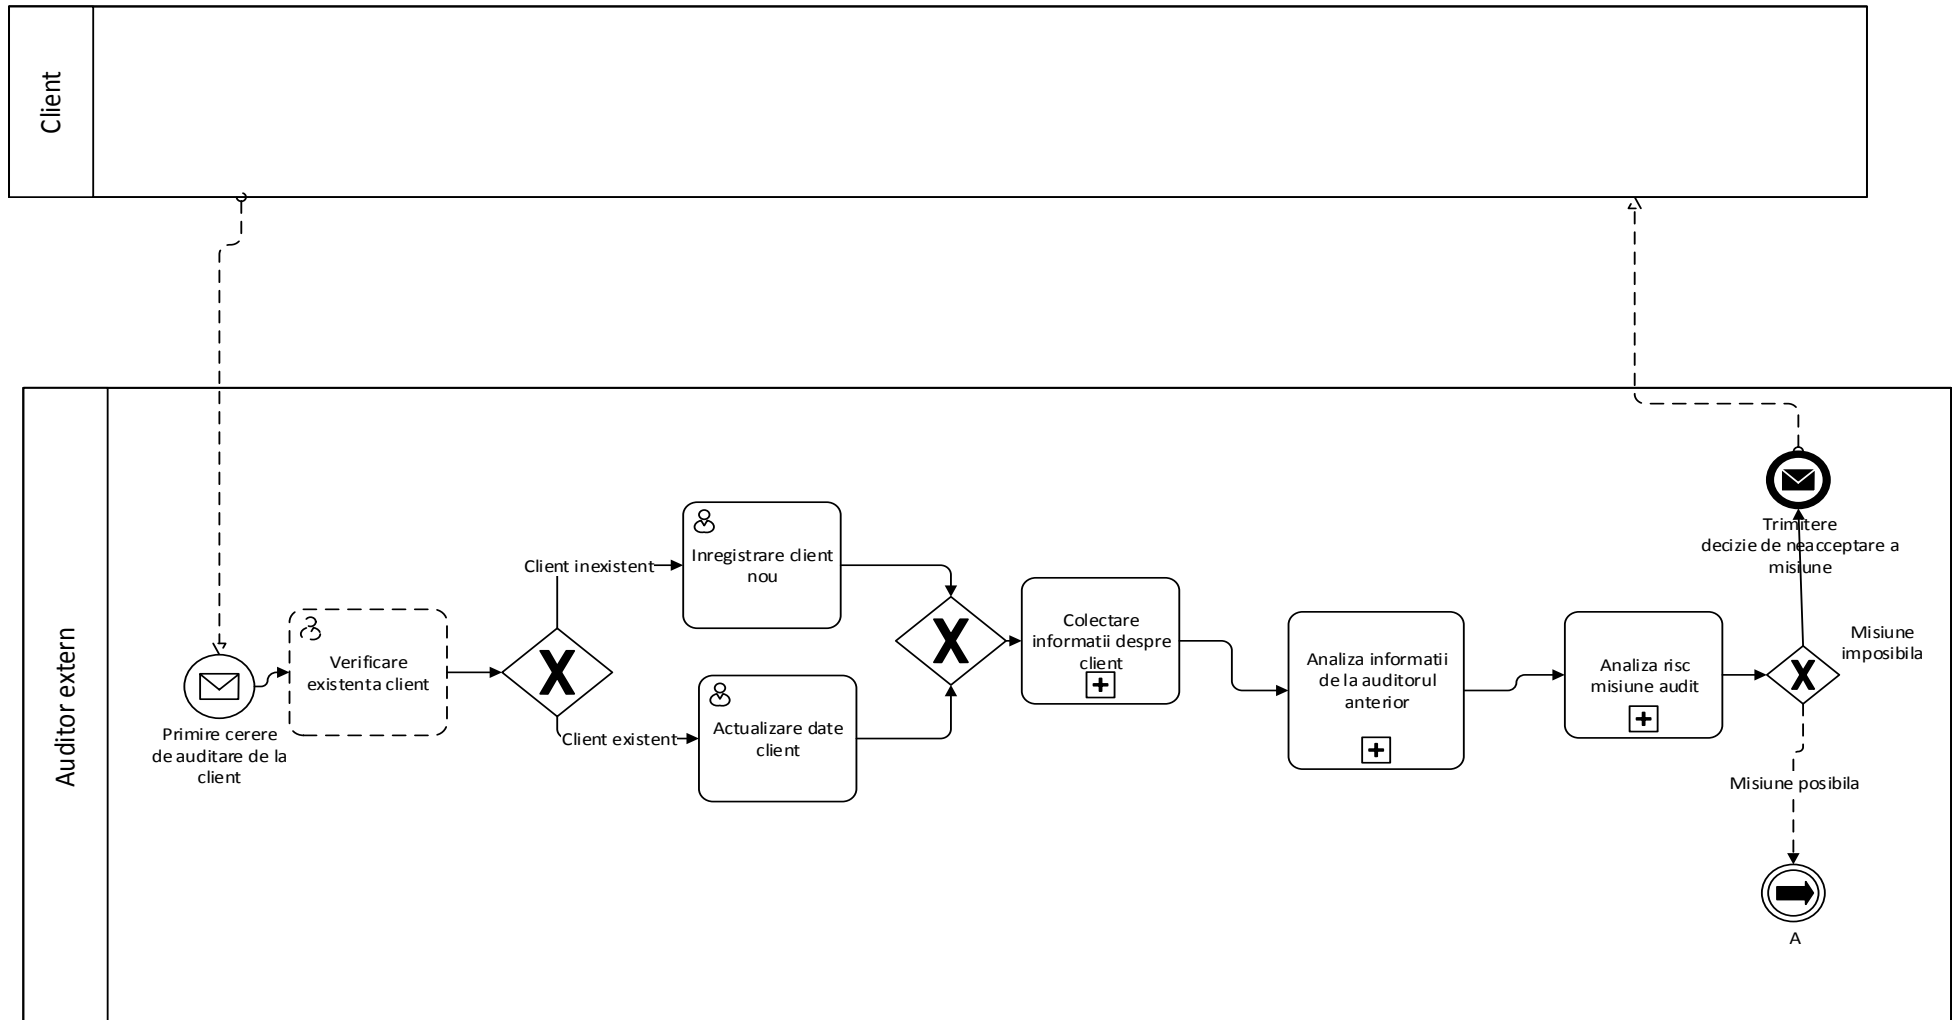 Client
Auditor extern
Primire cerere
de auditare de la
client
Verificare
existenta client
Client inexistent
Client existent
Inregistrare client
nou
Actualizare date
client
Colectare
informatii despre
client
Analiza informatii
de la auditorul
anterior
Analiza risc
misiune audit
Trimitere
decizie de neacceptare a
misiune
Misiune
imposibila
Misiune posibila
A